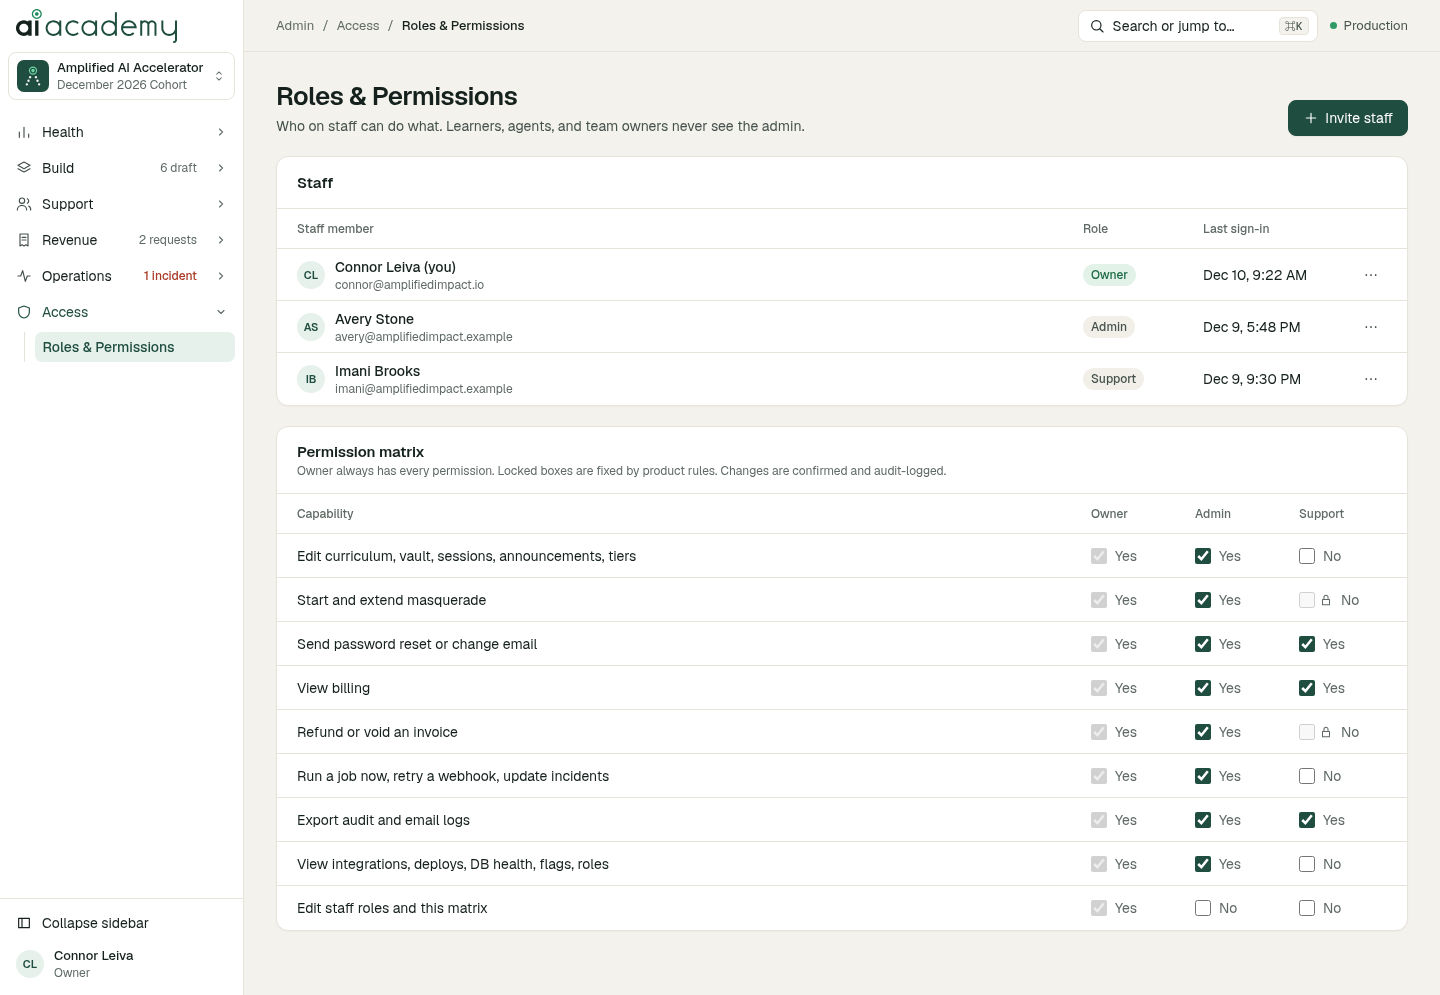 ai academy
Amplified AI Accelerator
December 2026 Cohort
Health
Build 6 draft
Support
Revenue 2 requests
Operations 1 incident
Access
Roles & Permissions
Collapse sidebar
CL Connor Leiva
Owner
Admin / Access / Roles & Permissions
Search or jump to... ⌘K
Production
Roles & Permissions
Who on staff can do what. Learners, agents, and team owners never see the admin.
+ Invite staff
Staff
Staff member Role Last sign-in
CL Connor Leiva (you) Owner Dec 10, 9:22 AM ...
connor@amplifiedimpact.io
AS Avery Stone Admin Dec 9, 5:48 PM ...
avery@amplifiedimpact.example
IB Imani Brooks Support Dec 9, 9:30 PM ...
imani@amplifiedimpact.example
Permission matrix
Owner always has every permission. Locked boxes are fixed by product rules. Changes are confirmed and audit-logged.
Capability Owner Admin Support
Edit curriculum, vault, sessions, announcements, tiers Yes Yes No
Start and extend masquerade Yes Yes No
Send password reset or change email Yes Yes Yes
View billing Yes Yes Yes
Refund or void an invoice Yes Yes No
Run a job now, retry a webhook, update incidents Yes Yes No
Export audit and email logs Yes Yes Yes
View integrations, deploys, DB health, flags, roles Yes Yes No
Edit staff roles and this matrix Yes No No